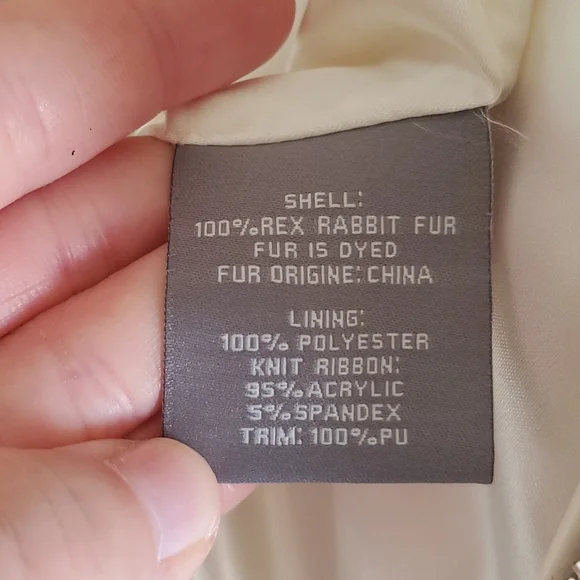 SHELL:
100%REX RABBIT FUR
FUR IS DYED
FUR ORIGINE:CHINA
LINING:
100% POLYESTER
KNIT RIBBON:
95%ACRYLIC
5%SPANDEX
TRIM:100%PU